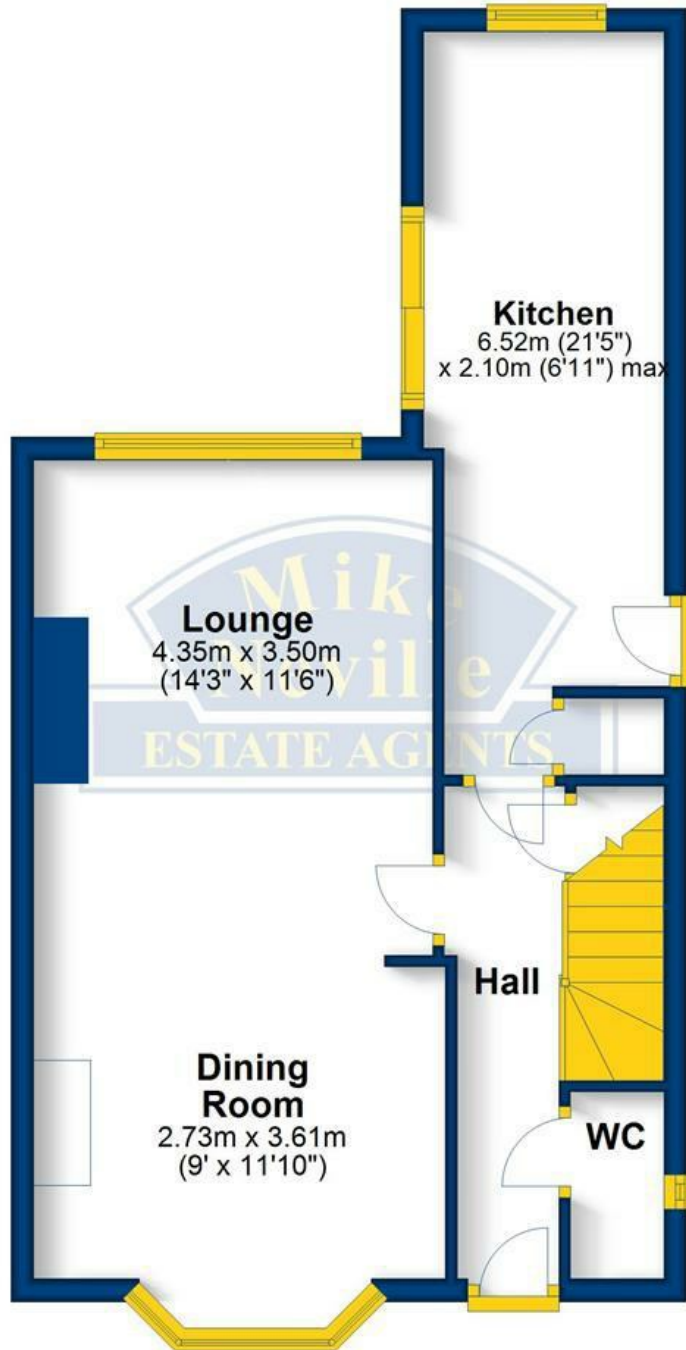 Kitchen
6.52m (21'5")
x 2.10m (6'11") max
Mike
Neville
ESTATE AGENTS
Lounge
4.35m x 3.50m
(14'3" x 11'6")
Hall
Dining
Room
2.73m x 3.61m
(9' x 11'10")
WC